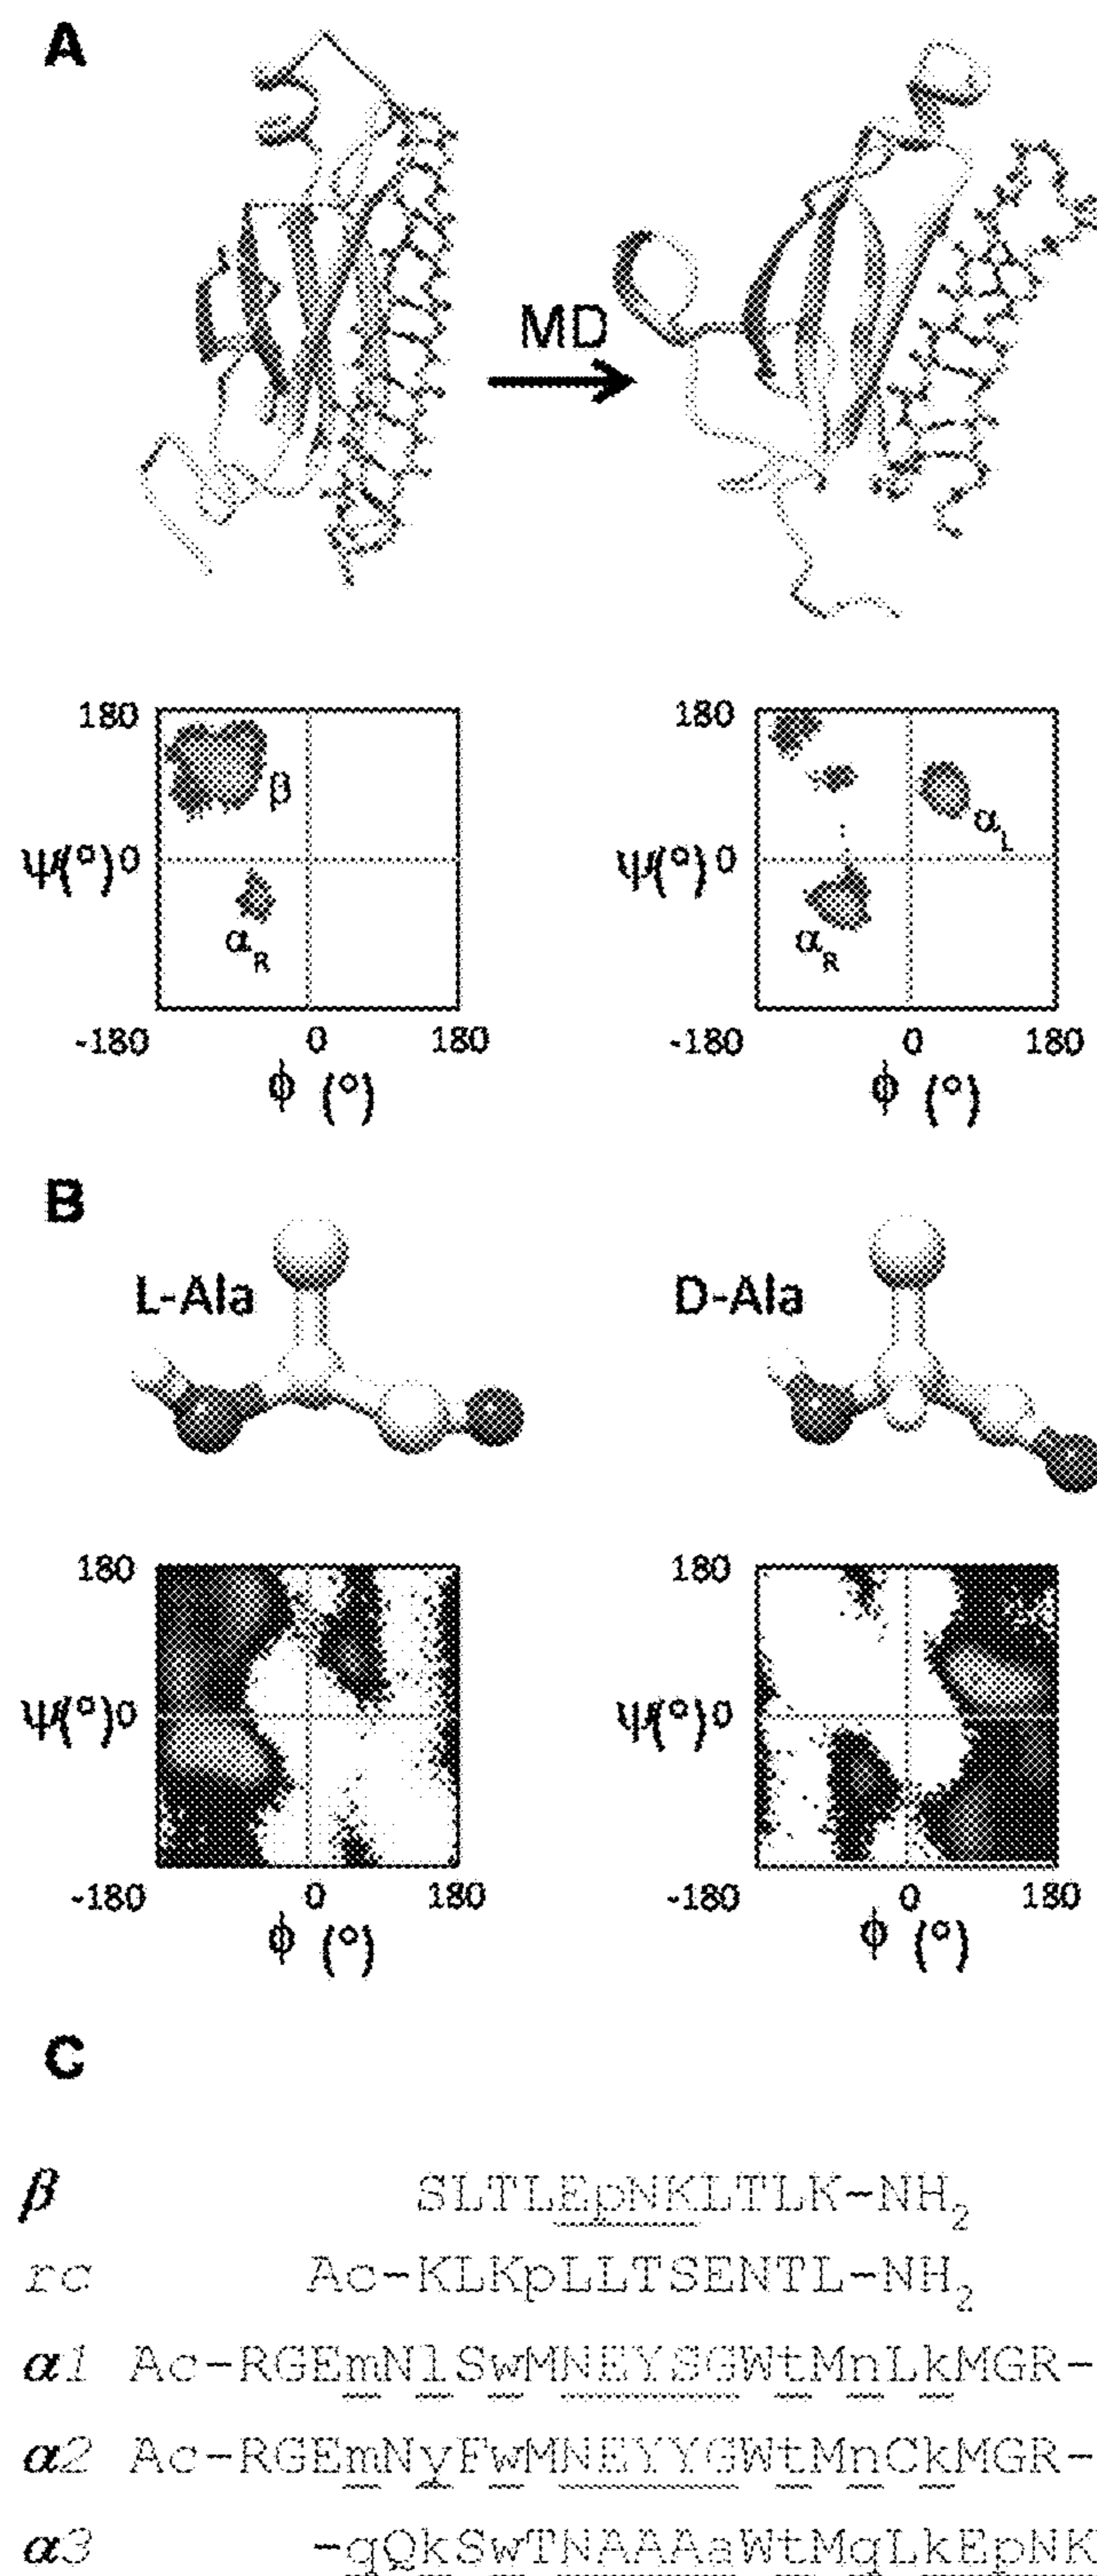 A
MD
180 180
β α_L
ψ(°) 0 ψ(°) 0
α_R α_R
-180 0 180 -180 0 180
ϕ (°) ϕ (°)
B
L-Ala D-Ala
180 180
ψ(°) 0 ψ(°) 0
-180 0 180 -180 0 180
ϕ (°) ϕ (°)
C
β SLTLEpNKLTLK-NH₂
rc Ac-KLKpLLTSENTL-NH₂
α1 Ac-RGEmNlSwMNEYSGWtMnLkMGR-
α2 Ac-RGEmNyFwMNEYYGWtMnCkMGR-
α3 -qQkSwTNAAAaWtMqLkEpNK